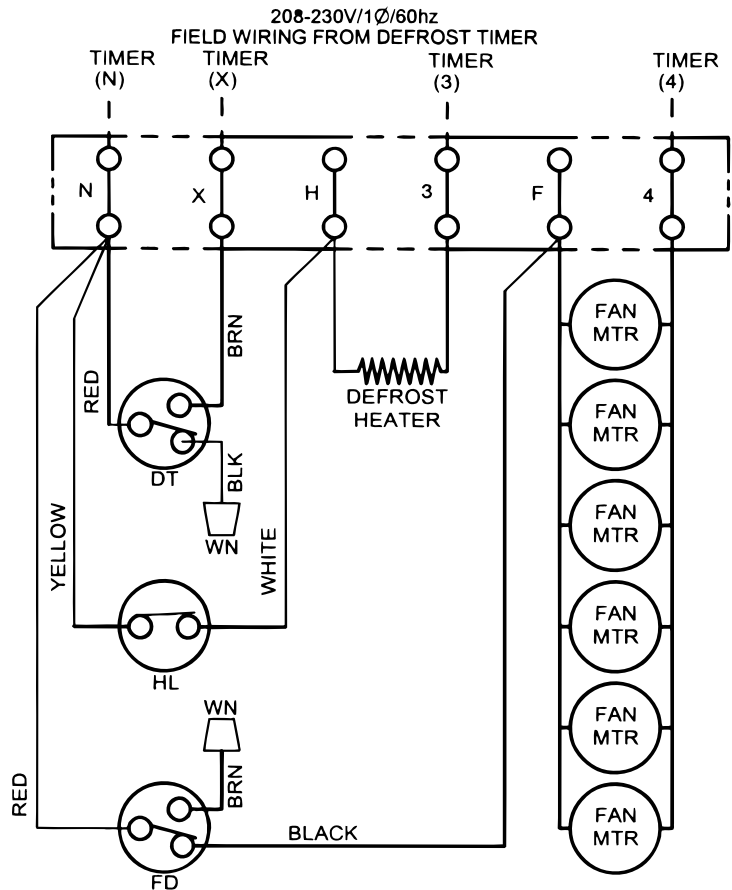 208-230V/1Ø/60hz
FIELD WIRING FROM DEFROST TIMER
TIMER
(N)
TIMER
(X)
TIMER
(3)
TIMER
(4)
N
X
H
3
F
4
RED
BRN
DEFROST
HEATER
DT
BLK
WN
YELLOW
WHITE
HL
WN
BRN
RED
BLACK
FD
FAN
MTR
FAN
MTR
FAN
MTR
FAN
MTR
FAN
MTR
FAN
MTR